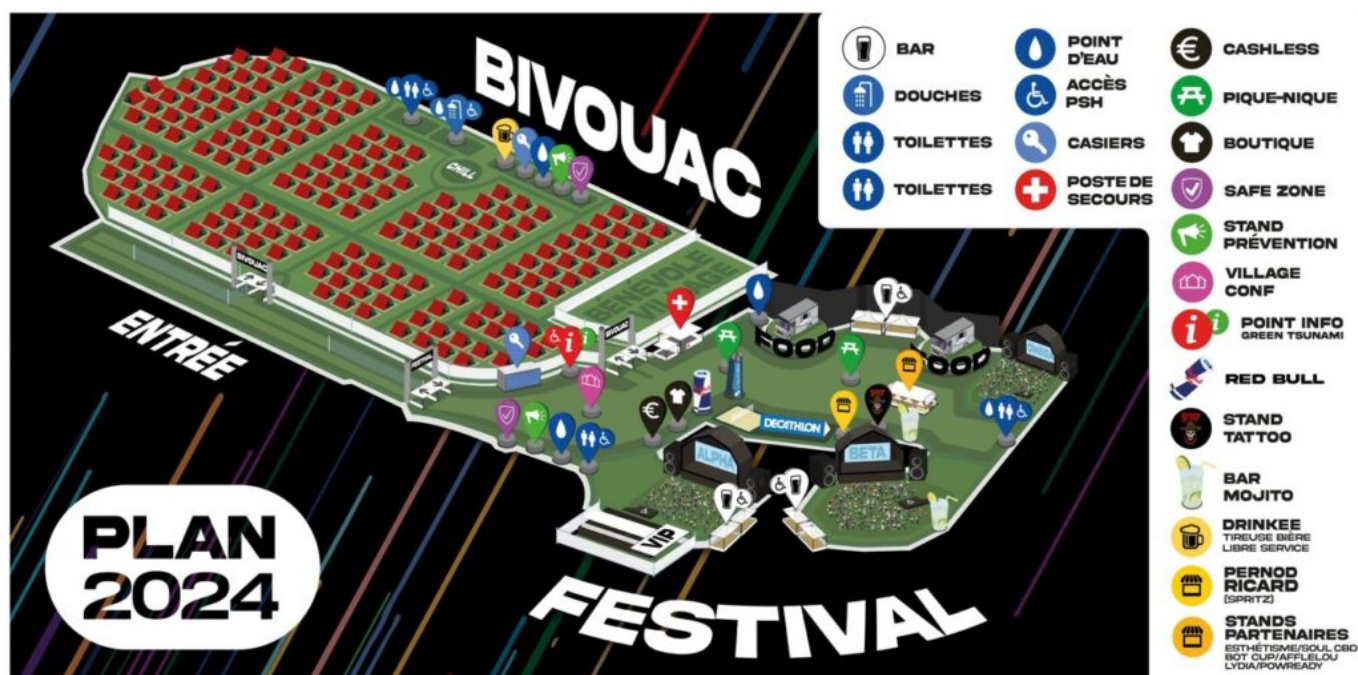 BIVOUAC
CHILL
BIVOUAC
ENTRÉE
FESTIVAL
BIVOUAC
BÉNÉVOLE
VILLAGE
FOOD
FOOD
OMEGA
DECATHLON
ALPHA
BETA
VIP
FESTIVAL
PLAN
2024
BAR
DOUCHES
TOILETTES
TOILETTES
POINT
D'EAU
ACCÈS
PSH
CASIERS
POSTE DE
SECOURS
CASHLESS
PIQUE-NIQUE
BOUTIQUE
SAFE ZONE
STAND
PRÉVENTION
VILLAGE
CONF
POINT INFO
GREEN TSUNAMI
RED BULL
STAND
TATTOO
BAR
MOJITO
DRINKEE
TIREUSE BIÈRE
LIBRE SERVICE
PERNOD
RICARD
(SPRITZ)
STANDS
PARTENAIRES
ESTHÉTISME/SOUL CBD
BOT CUP/AFFLELOU
LYDIA/POWREADY